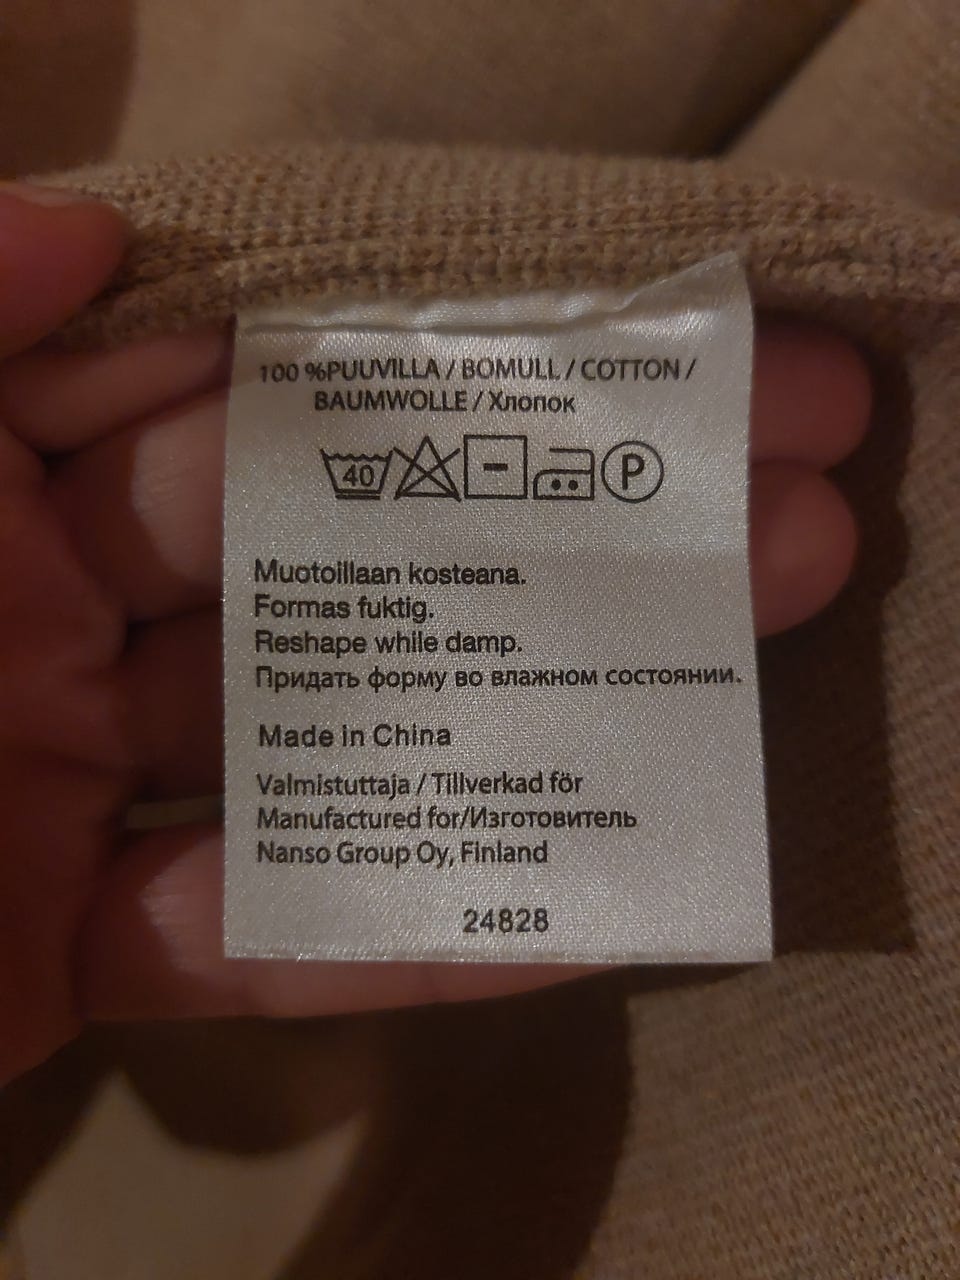 100 %PUUVILLA / BOMULL / COTTON /
BAUMWOLLE / Хлопок
40 P
Muotoillaan kosteana.
Formas fuktig.
Reshape while damp.
Придать форму во влажном состоянии.
Made in China
Valmistuttaja / Tillverkad för
Manufactured for/Изготовитель
Nanso Group Oy, Finland
24828